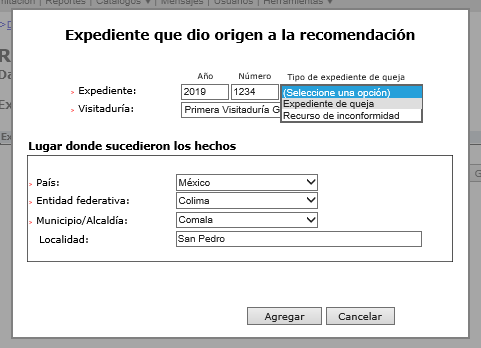 mitación | Reportes | Catálogos ▼ | Mensajes | Usuarios | Herramientas ▼
Expediente que dio origen a la recomendación
Año Número Tipo de expediente de queja
> Expediente: 2019 1234 (Seleccione una opción)
Expediente de queja
> Visitaduría: Primera Visitaduría G Recurso de inconformidad
Lugar donde sucedieron los hechos
> País: México
> Entidad federativa: Colima
> Municipio/Alcaldía: Comala
Localidad: San Pedro
Agregar Cancelar